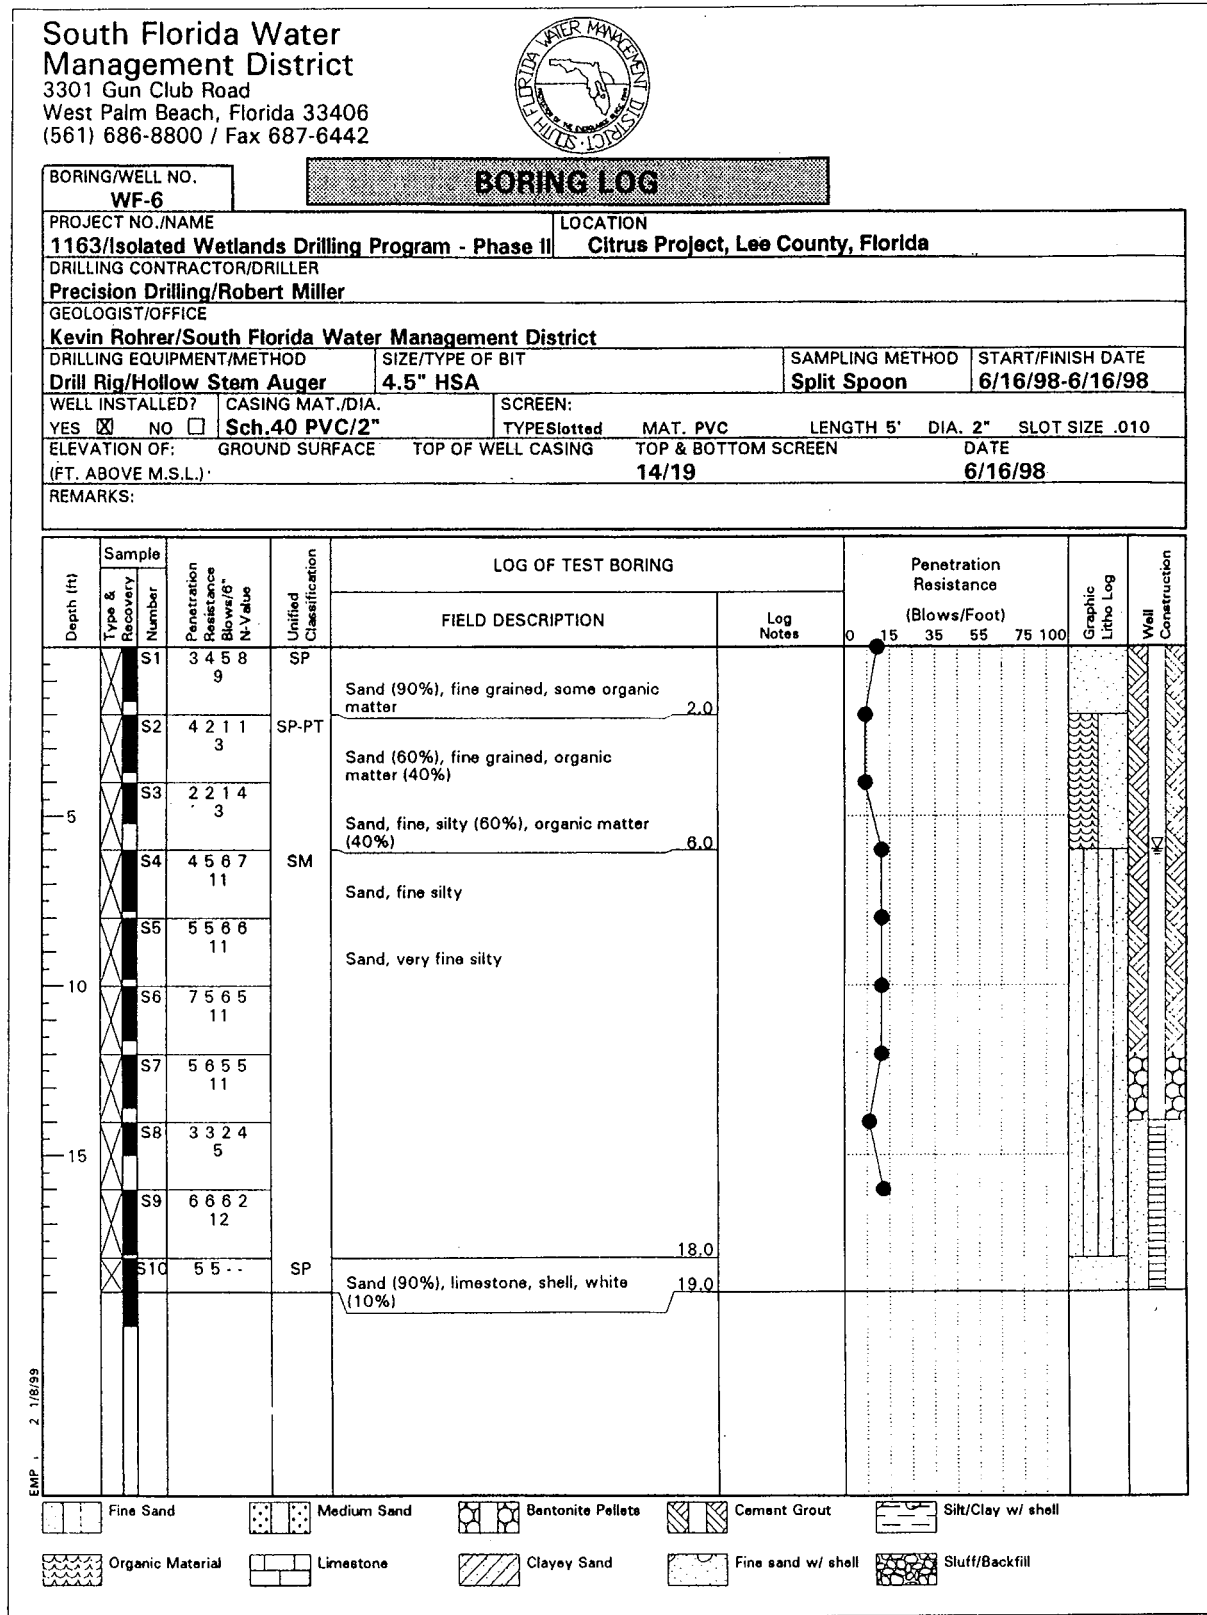 South Florida Water
Management District
3301 Gun Club Road
West Palm Beach, Florida 33406
(561) 686-8800 / Fax 687-6442
SOUTH FLORIDA WATER MANAGEMENT DISTRICT
BORING/WELL NO.
WF-6
BORING LOG
PROJECT NO./NAME
1163/Isolated Wetlands Drilling Program - Phase II
LOCATION
Citrus Project, Lee County, Florida
DRILLING CONTRACTOR/DRILLER
Precision Drilling/Robert Miller
GEOLOGIST/OFFICE
Kevin Rohrer/South Florida Water Management District
DRILLING EQUIPMENT/METHOD
Drill Rig/Hollow Stem Auger
SIZE/TYPE OF BIT
4.5" HSA
SAMPLING METHOD
Split Spoon
START/FINISH DATE
6/16/98-6/16/98
WELL INSTALLED?
YES ☒ NO ☐
CASING MAT./DIA.
Sch.40 PVC/2"
SCREEN:
TYPE Slotted MAT. PVC LENGTH 5' DIA. 2" SLOT SIZE .010
ELEVATION OF: GROUND SURFACE TOP OF WELL CASING TOP & BOTTOM SCREEN DATE
(FT. ABOVE M.S.L.) 14/19 6/16/98
REMARKS:
Depth (ft)
Sample
Type & Recovery
Number
Penetration Resistance Blows/6" N-Value
Unified Classification
LOG OF TEST BORING
FIELD DESCRIPTION
Log
Notes
Penetration
Resistance
(Blows/Foot)
0 15 35 55 75 100
Graphic Litho Log
Well Construction
S1 3 4 5 8 SP
9
Sand (90%), fine grained, some organic
matter 2.0
S2 4 2 1 1 SP-PT
3
Sand (60%), fine grained, organic
matter (40%)
S3 2 2 1 4
3
5
Sand, fine, silty (60%), organic matter
(40%) 6.0
S4 4 5 6 7 SM
11
Sand, fine silty
S5 5 5 6 6
11
Sand, very fine silty
10
S6 7 5 6 5
11
S7 5 6 5 5
11
S8 3 3 2 4
5
15
S9 6 6 6 2
12
18.0
S10 5 5 - - SP
Sand (90%), limestone, shell, white 19.0
(10%)
2 1/8/99
EMP
Fine Sand
Medium Sand
Bentonite Pellets
Cement Grout
Silt/Clay w/ shell
Organic Material
Limestone
Clayey Sand
Fine sand w/ shell
Sluff/Backfill